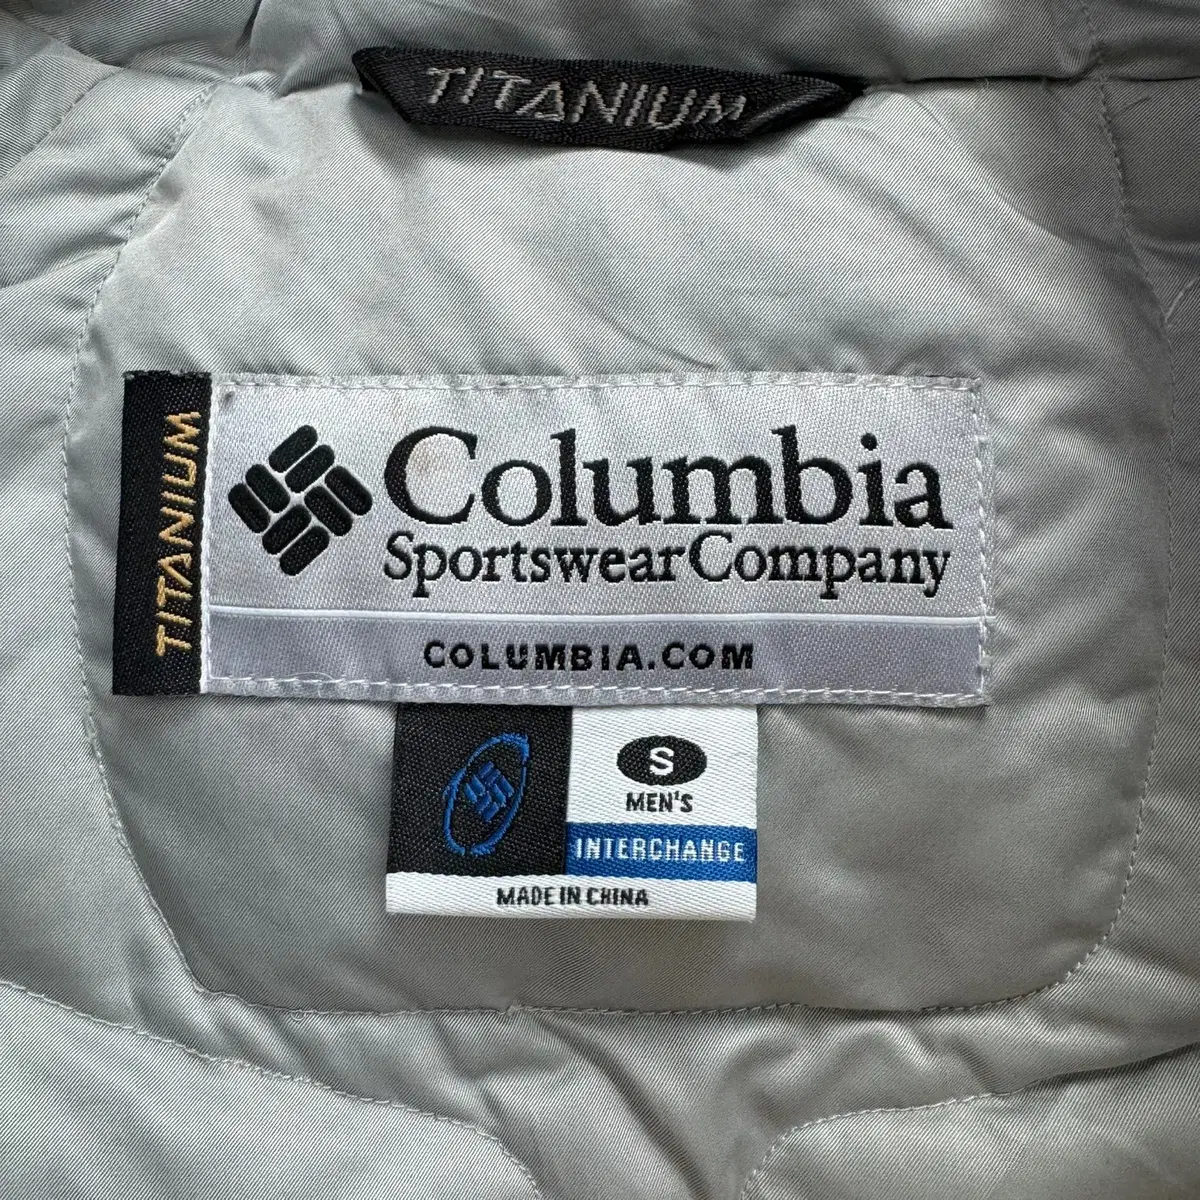 TITANIUM
TITANIUM
Columbia
Sportswear Company
COLUMBIA.COM
S
MEN'S
INTERCHANGE
MADE IN CHINA